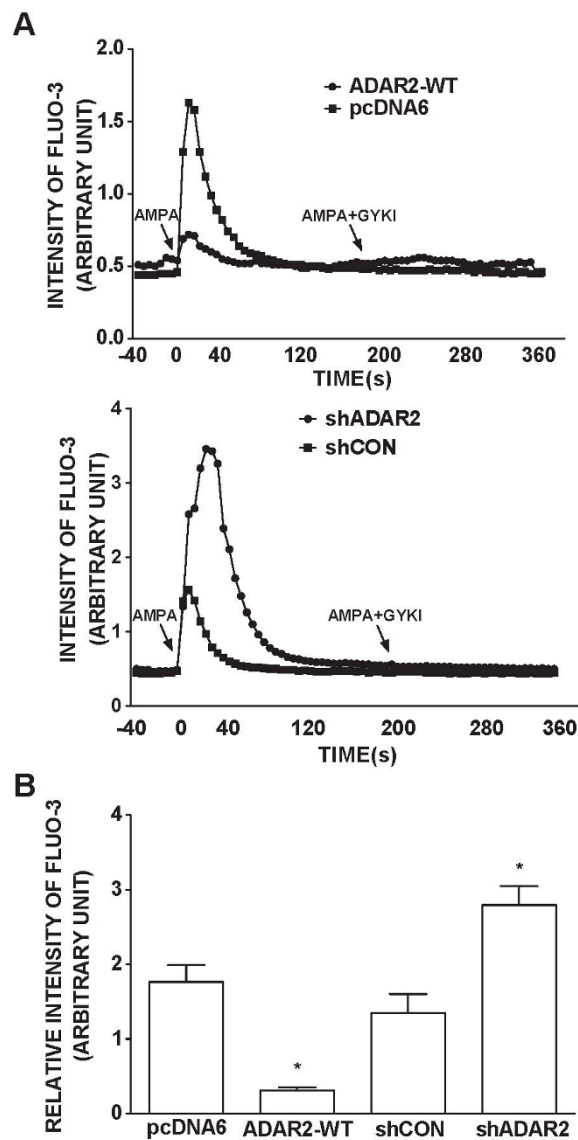 A
INTENSITY OF FLUO-3
(ARBITRARY UNIT)
2.0
1.5
1.0
0.5
0.0
ADAR2-WT
pcDNA6
AMPA
AMPA+GYKI
-40 0 40 120 200 280 360
TIME(s)
INTENSITY OF FLUO-3
(ARBITRARY UNIT)
4
3
2
1
0
shADAR2
shCON
AMPA
AMPA+GYKI
-40 0 40 120 200 280 360
TIME(s)
B
RELATIVE INTENSITY OF FLUO-3
(ARBITRARY UNIT)
4
3
2
1
0
*
*
pcDNA6 ADAR2-WT shCON shADAR2